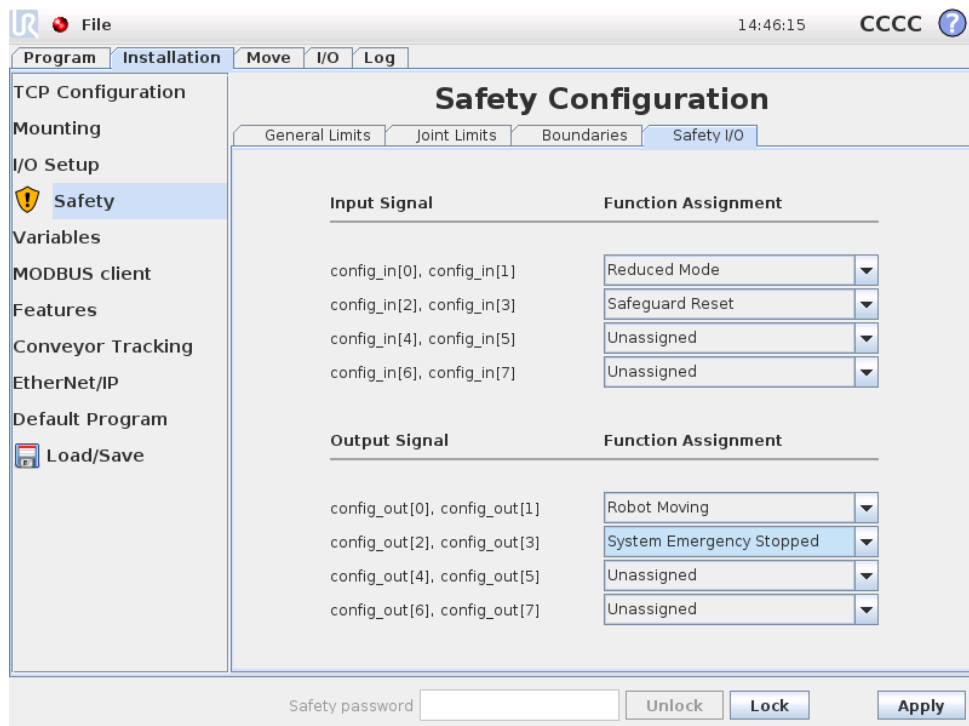 UR File 14:46:15 CCCC ?
Program Installation Move I/O Log
TCP Configuration
Mounting
I/O Setup
Safety
Variables
MODBUS client
Features
Conveyor Tracking
EtherNet/IP
Default Program
Load/Save
Safety Configuration
General Limits Joint Limits Boundaries Safety I/O
Input Signal Function Assignment
config_in[0], config_in[1] Reduced Mode
config_in[2], config_in[3] Safeguard Reset
config_in[4], config_in[5] Unassigned
config_in[6], config_in[7] Unassigned
Output Signal Function Assignment
config_out[0], config_out[1] Robot Moving
config_out[2], config_out[3] System Emergency Stopped
config_out[4], config_out[5] Unassigned
config_out[6], config_out[7] Unassigned
Safety password Unlock Lock Apply